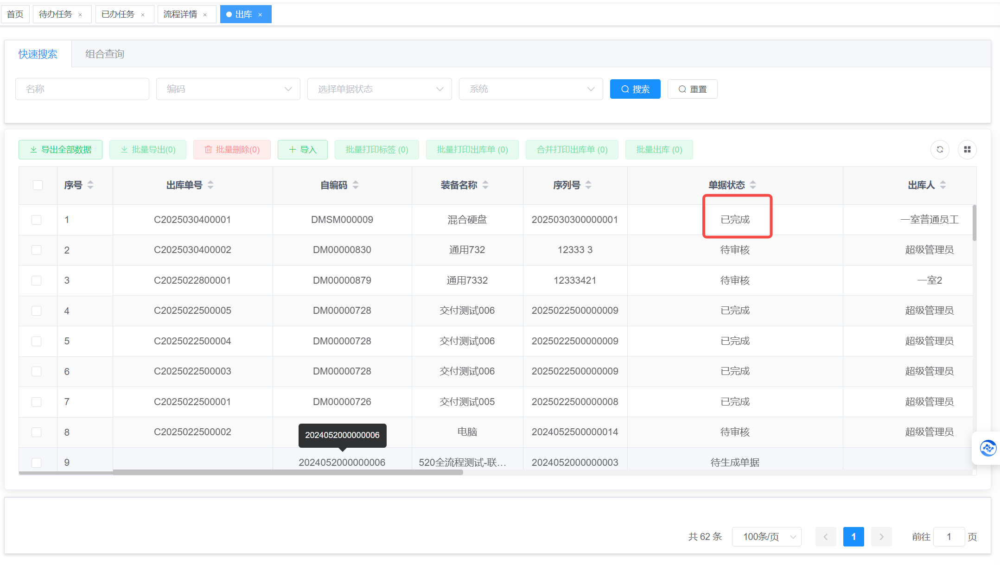 首页 待办任务 × 已办任务 × 流程详情 × 出库 ×
快速搜索 组合查询
名称 编码 选择单据状态 系统 搜索 重置
导出全部数据 批量导出(0) 批量删除(0) 导入 批量打印标签 (0) 批量打印出库单 (0) 合并打印出库单 (0) 批量出库 (0)
序号 出库单号 自编码 装备名称 序列号 单据状态 出库人
1 C2025030400001 DMSM000009 混合硬盘 2025030300000001 已完成 一室普通员工
2 C2025030400002 DM00000830 通用732 12333 3 待审核 超级管理员
3 C2025022800001 DM00000879 通用7332 12333421 待审核 一室2
4 C2025022500005 DM00000728 交付测试006 2025022500000009 已完成 超级管理员
5 C2025022500004 DM00000728 交付测试006 2025022500000009 已完成 超级管理员
6 C2025022500003 DM00000728 交付测试006 2025022500000009 已完成 超级管理员
7 C2025022500001 DM00000726 交付测试005 2025022500000008 已完成 超级管理员
8 C2025022500002 2024052000000006 电脑 2024052500000014 待审核 超级管理员
9 2024052000000006 520全流程测试-联... 2024052000000003 待生成单据
共 62 条 100条/页 1 前往 1 页